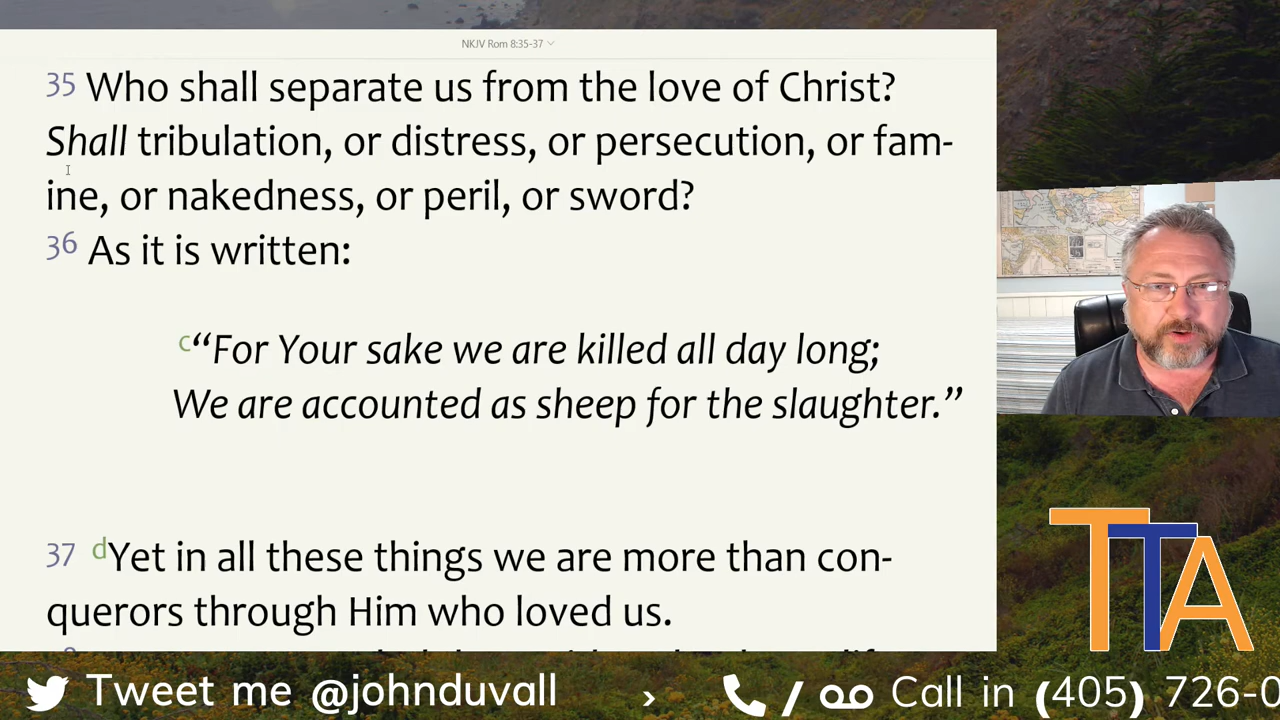 NKJV Rom 8:35-37
35 Who shall separate us from the love of Christ?
Shall tribulation, or distress, or persecution, or fam-
ine, or nakedness, or peril, or sword?
36 As it is written:
c“For Your sake we are killed all day long;
We are accounted as sheep for the slaughter.”
37 dYet in all these things we are more than con-
querors through Him who loved us.
TTA
Tweet me @johnduvall > / Call in (405) 726-0